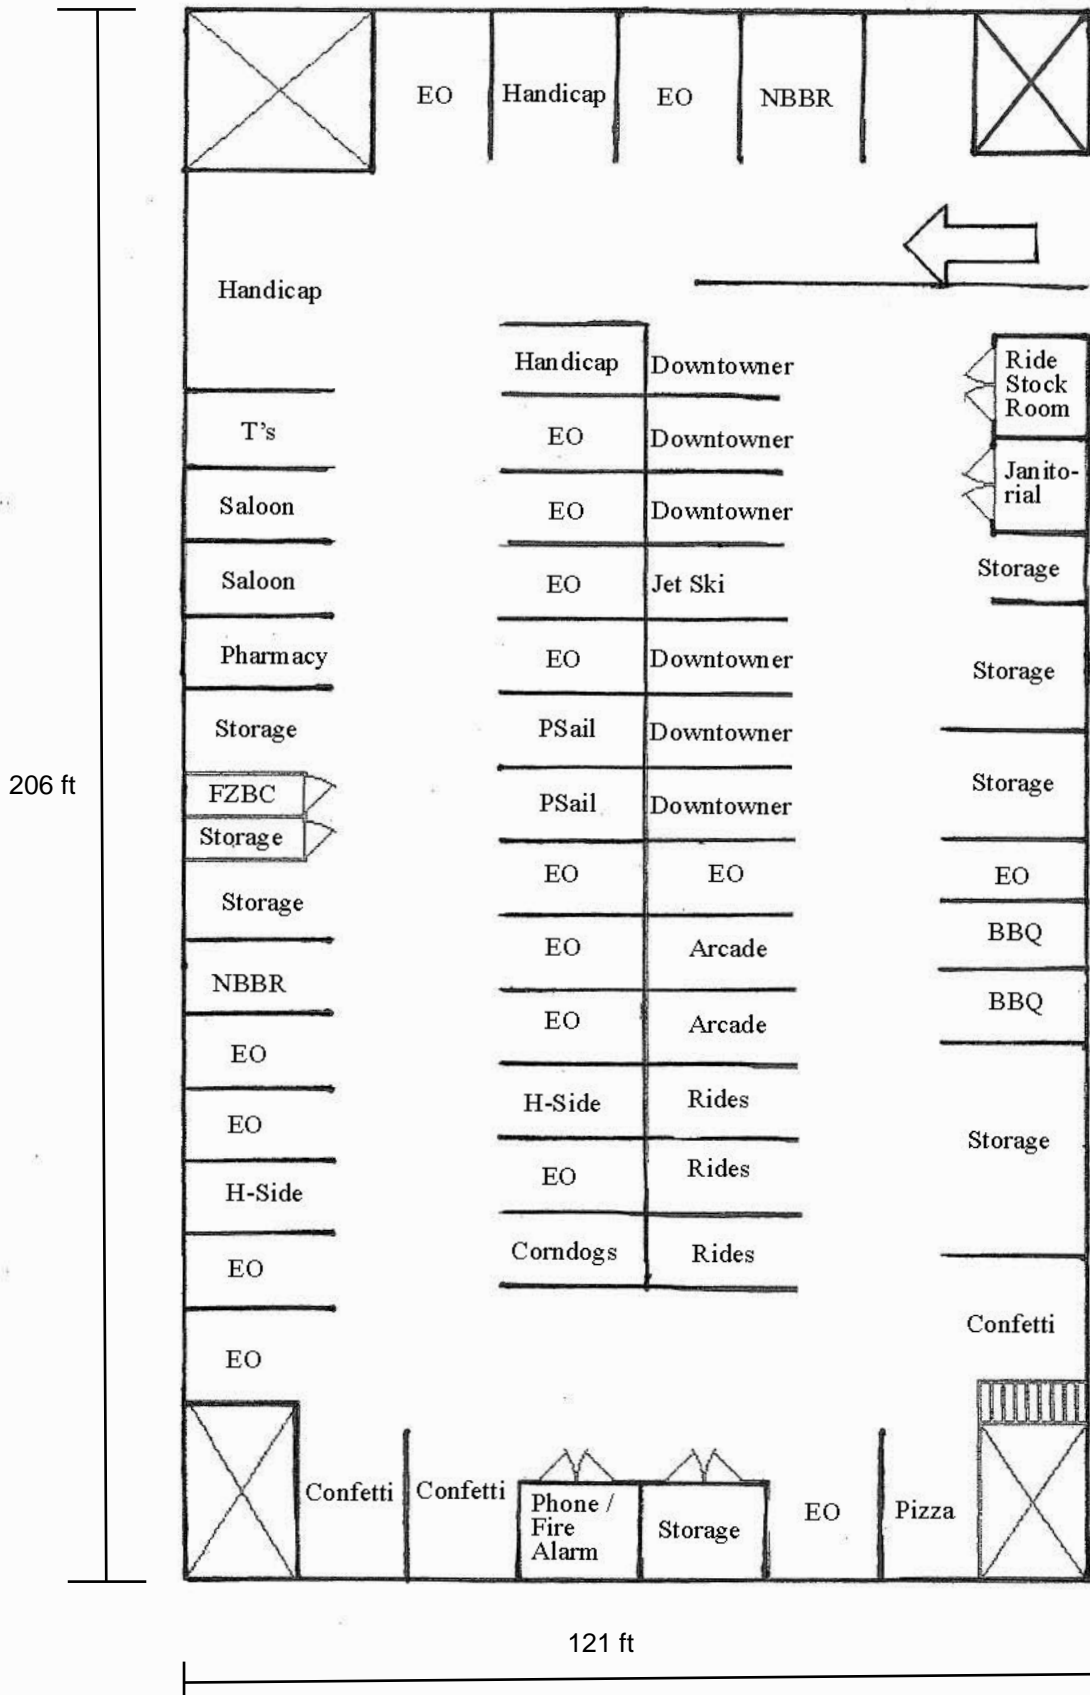 EO
Handicap
EO
NBBR
Handicap
Handicap
Downtowner
Ride
Stock
Room
T's
EO
Downtowner
Janito-
rial
Saloon
EO
Downtowner
Storage
Saloon
EO
Jet Ski
Pharmacy
EO
Downtowner
Storage
Storage
PSail
Downtowner
206 ft
FZBC
PSail
Downtowner
Storage
Storage
EO
EO
EO
Storage
EO
Arcade
BBQ
NBBR
EO
Arcade
BBQ
EO
H-Side
Rides
EO
EO
Rides
Storage
H-Side
Corndogs
Rides
EO
Confetti
EO
Confetti
Confetti
Phone /
Fire
Alarm
Storage
EO
Pizza
121 ft